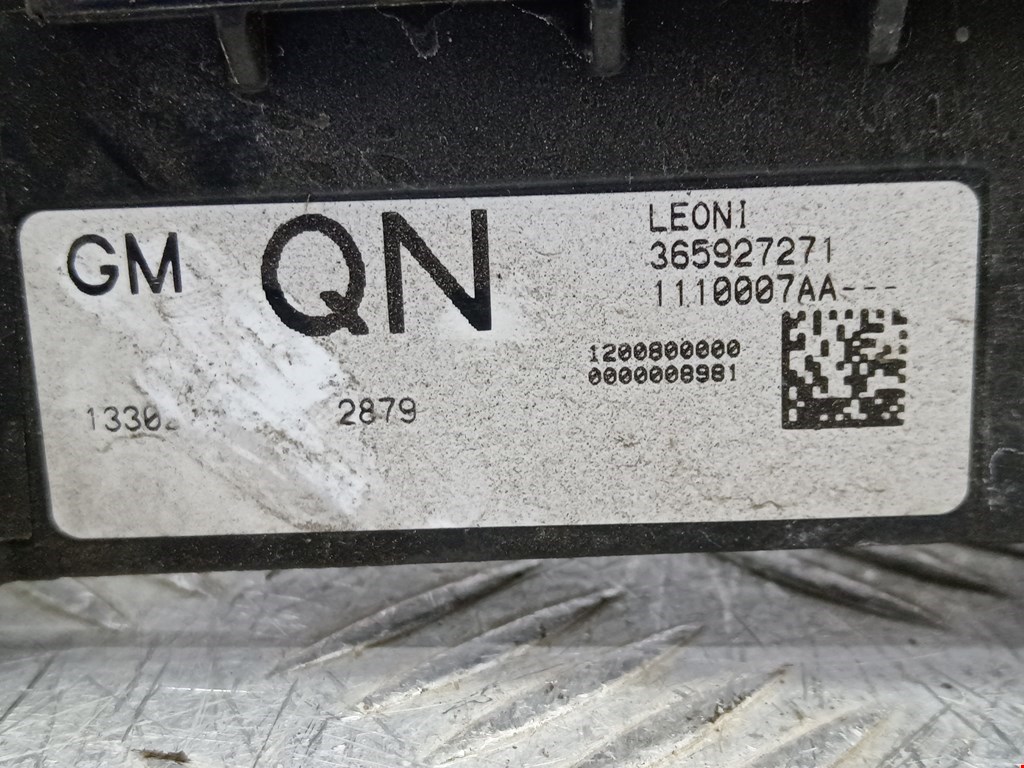 GM QN
LEONI
365927271
1110007AA---
1200800000
0000008981
2879